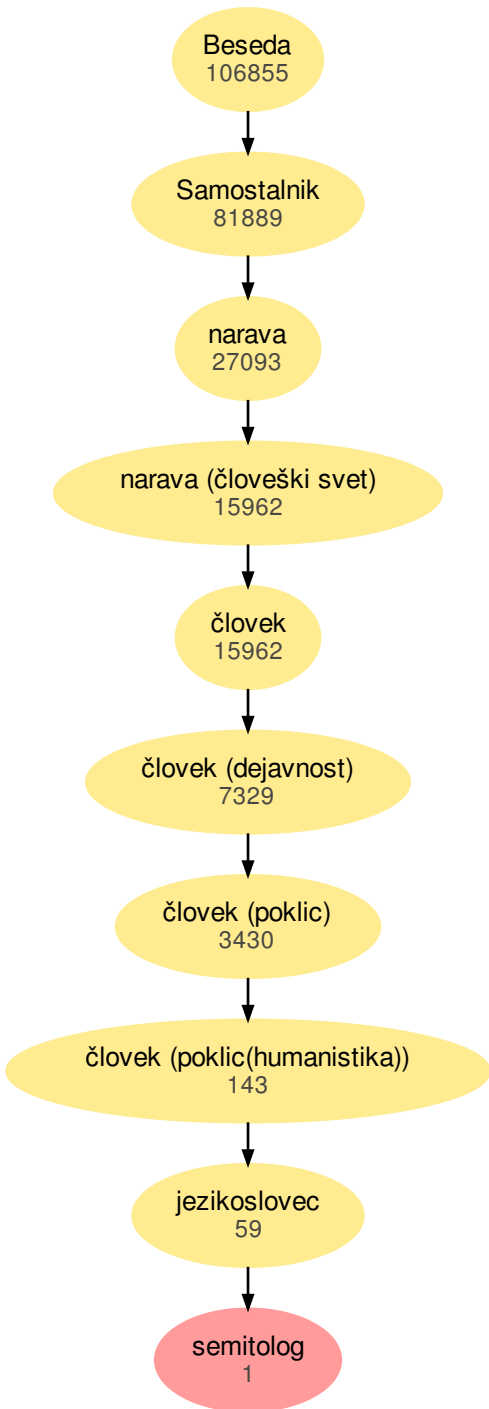 Beseda
106855
Samostalnik
81889
narava
27093
narava (človeški svet)
15962
človek
15962
človek (dejavnost)
7329
človek (poklic)
3430
človek (poklic(humanistika))
143
jezikoslovec
59
semitolog
1